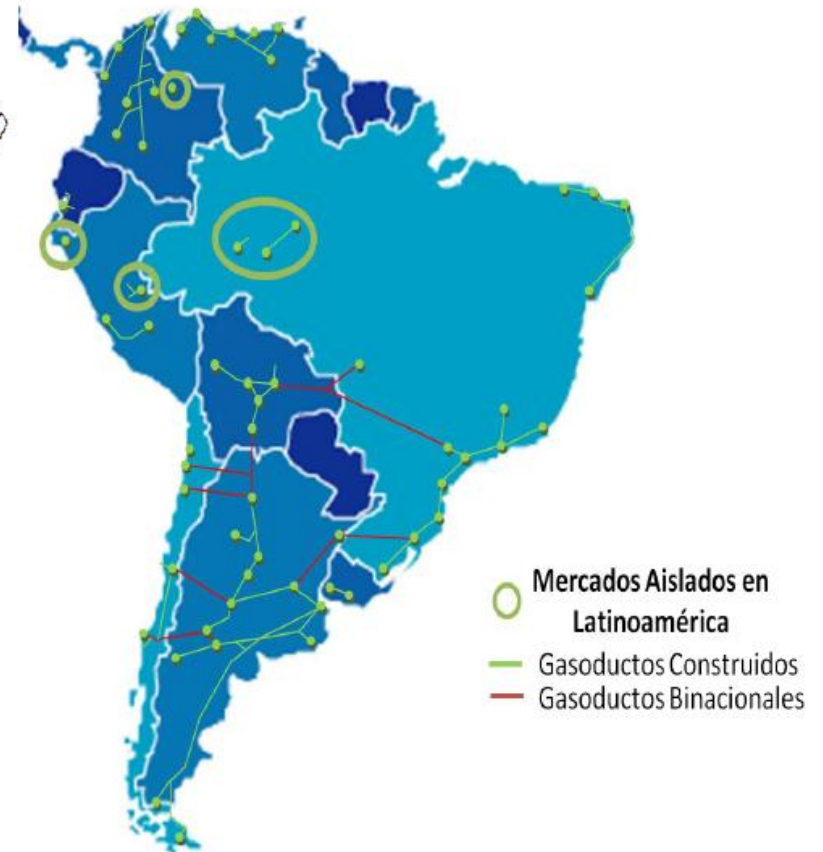 Mercados Aislados en
Latinoamérica
Gasoductos Construidos
Gasoductos Binacionales